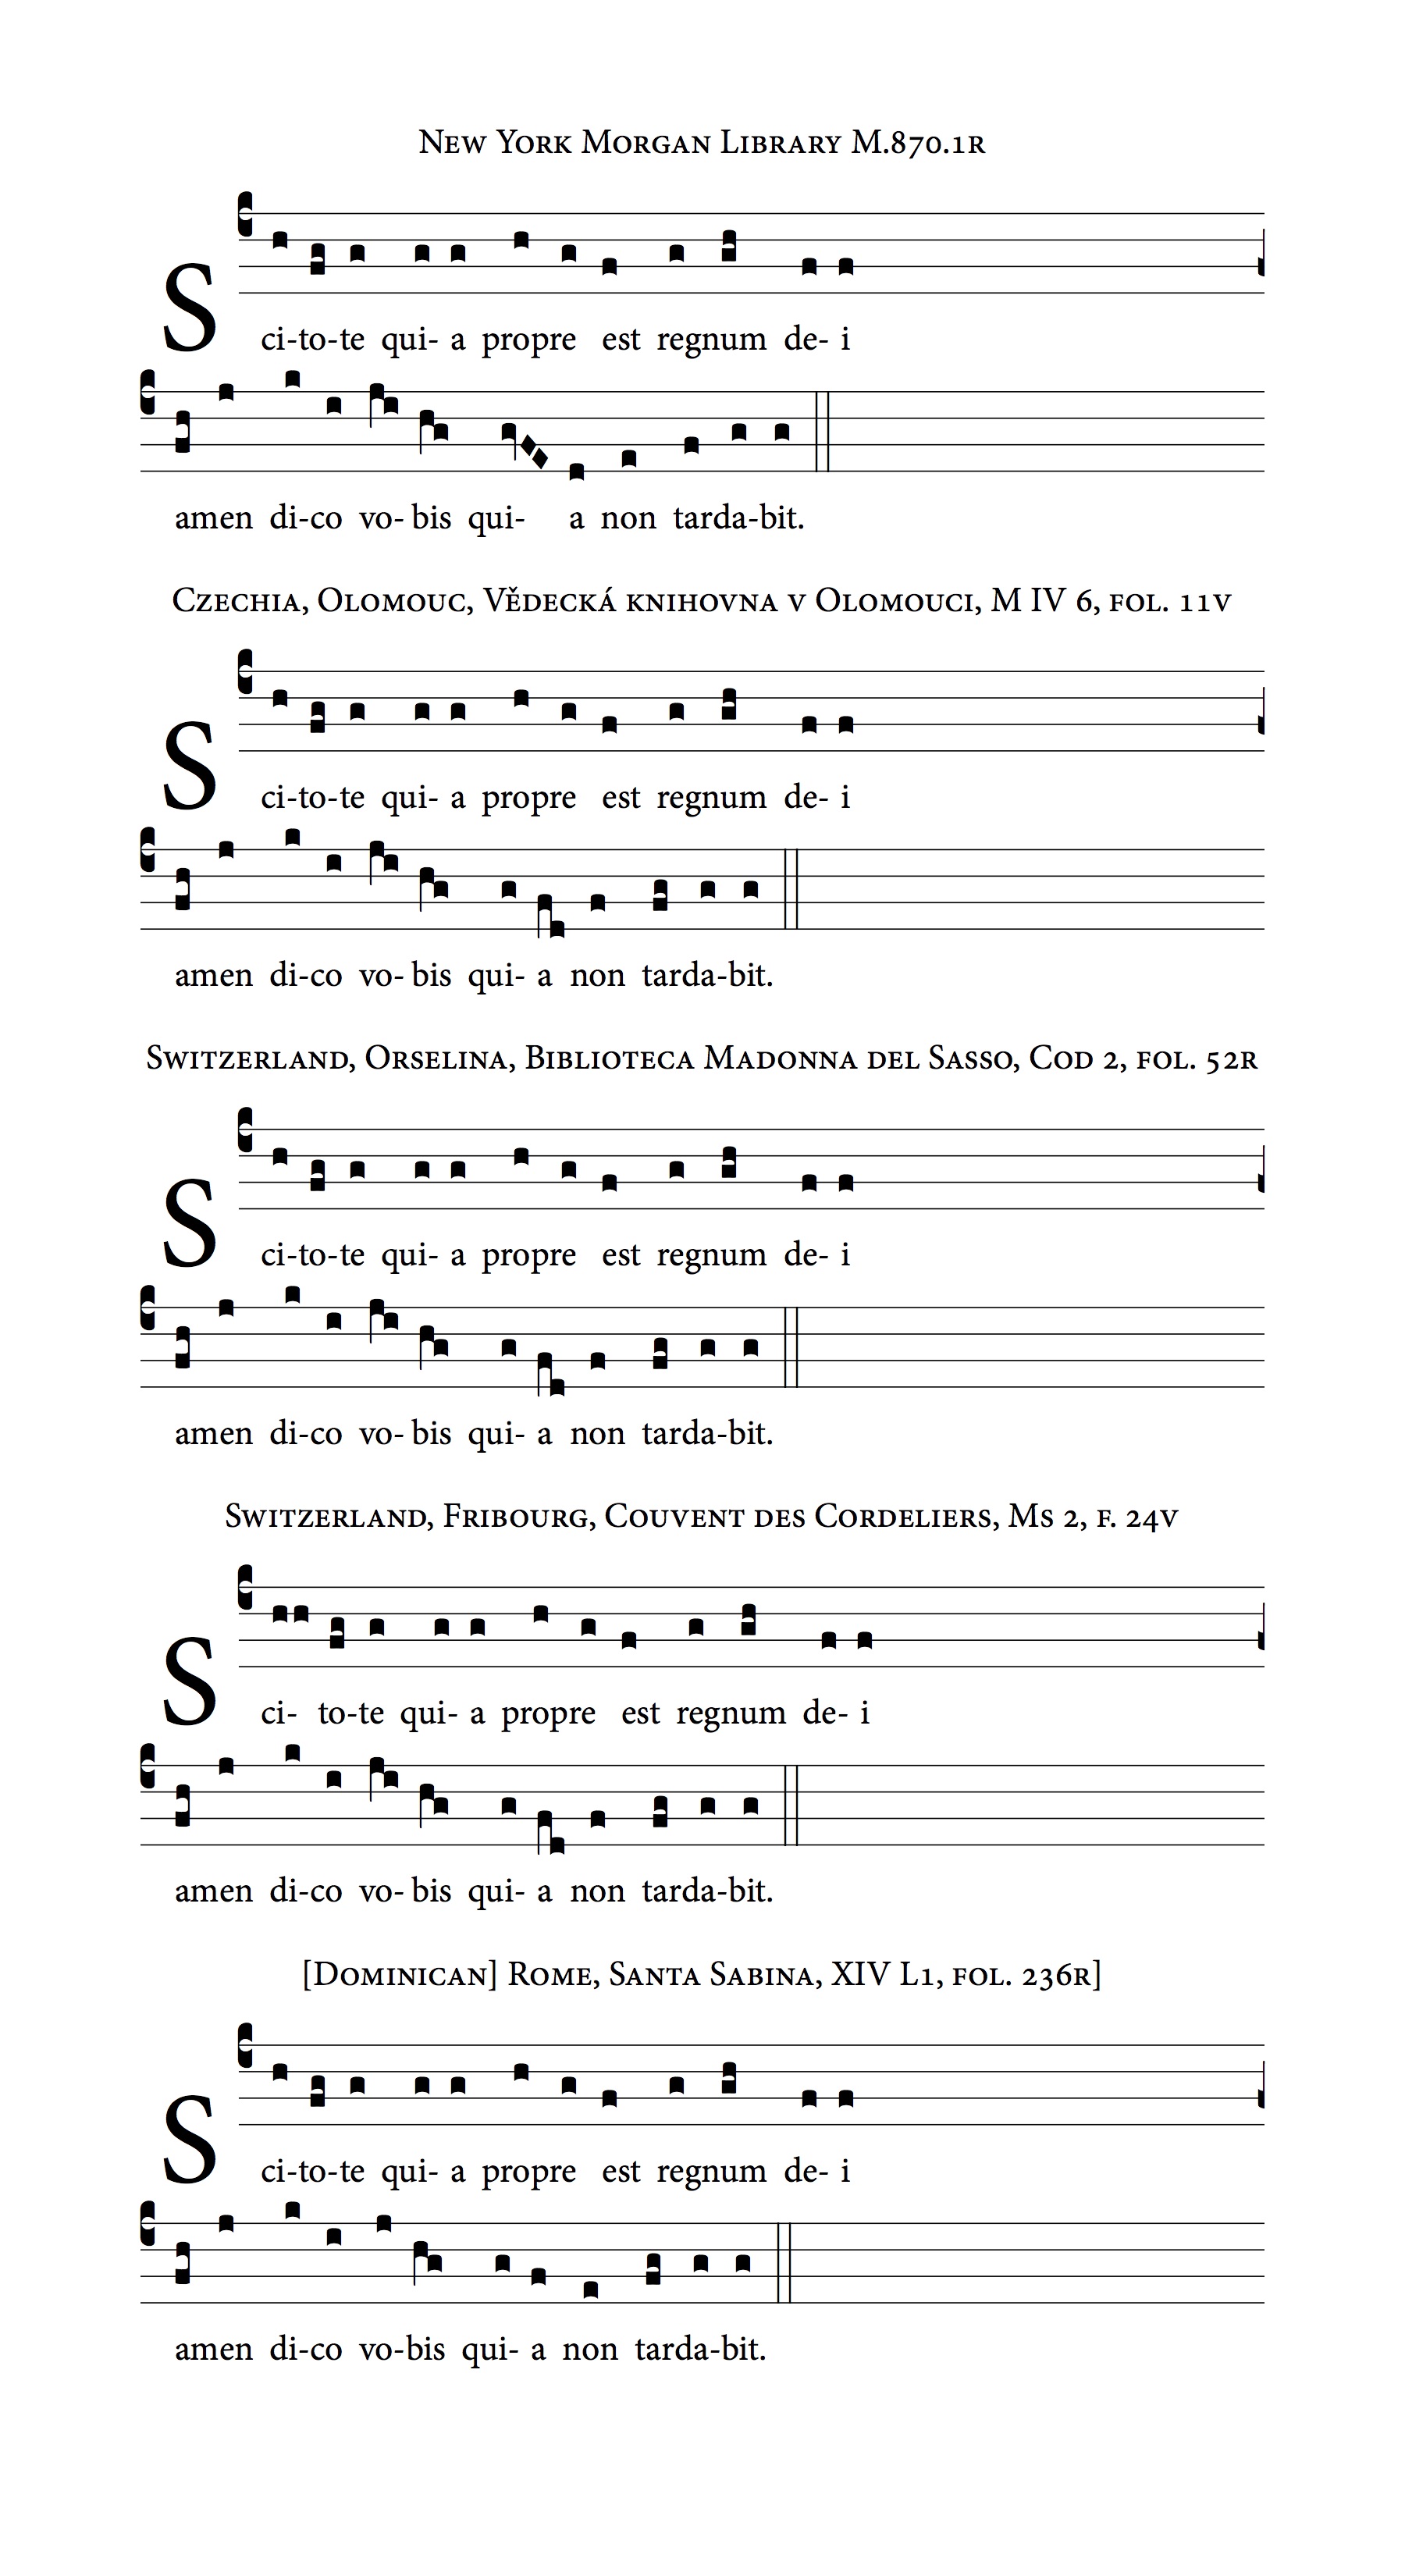 New York Morgan Library M.870.1r
Sci-to-te qui- a propre est regnum de- i
amen di-co vo-bis qui- a non tarda-bit.
Czechia, Olomouc, Vědecká knihovna v Olomouci, M IV 6, fol. 11v
Sci-to-te qui- a propre est regnum de- i
amen di-co vo-bis qui- a non tarda-bit.
Switzerland, Orselina, Biblioteca Madonna del Sasso, Cod 2, fol. 52r
Sci-to-te qui- a propre est regnum de- i
amen di-co vo-bis qui- a non tarda-bit.
Switzerland, Fribourg, Couvent des Cordeliers, Ms 2, f. 24v
Sci- to-te qui- a propre est regnum de- i
amen di-co vo-bis qui- a non tarda-bit.
[Dominican] Rome, Santa Sabina, XIV L1, fol. 236r]
Sci-to-te qui- a propre est regnum de- i
amen di-co vo-bis qui- a non tarda-bit.